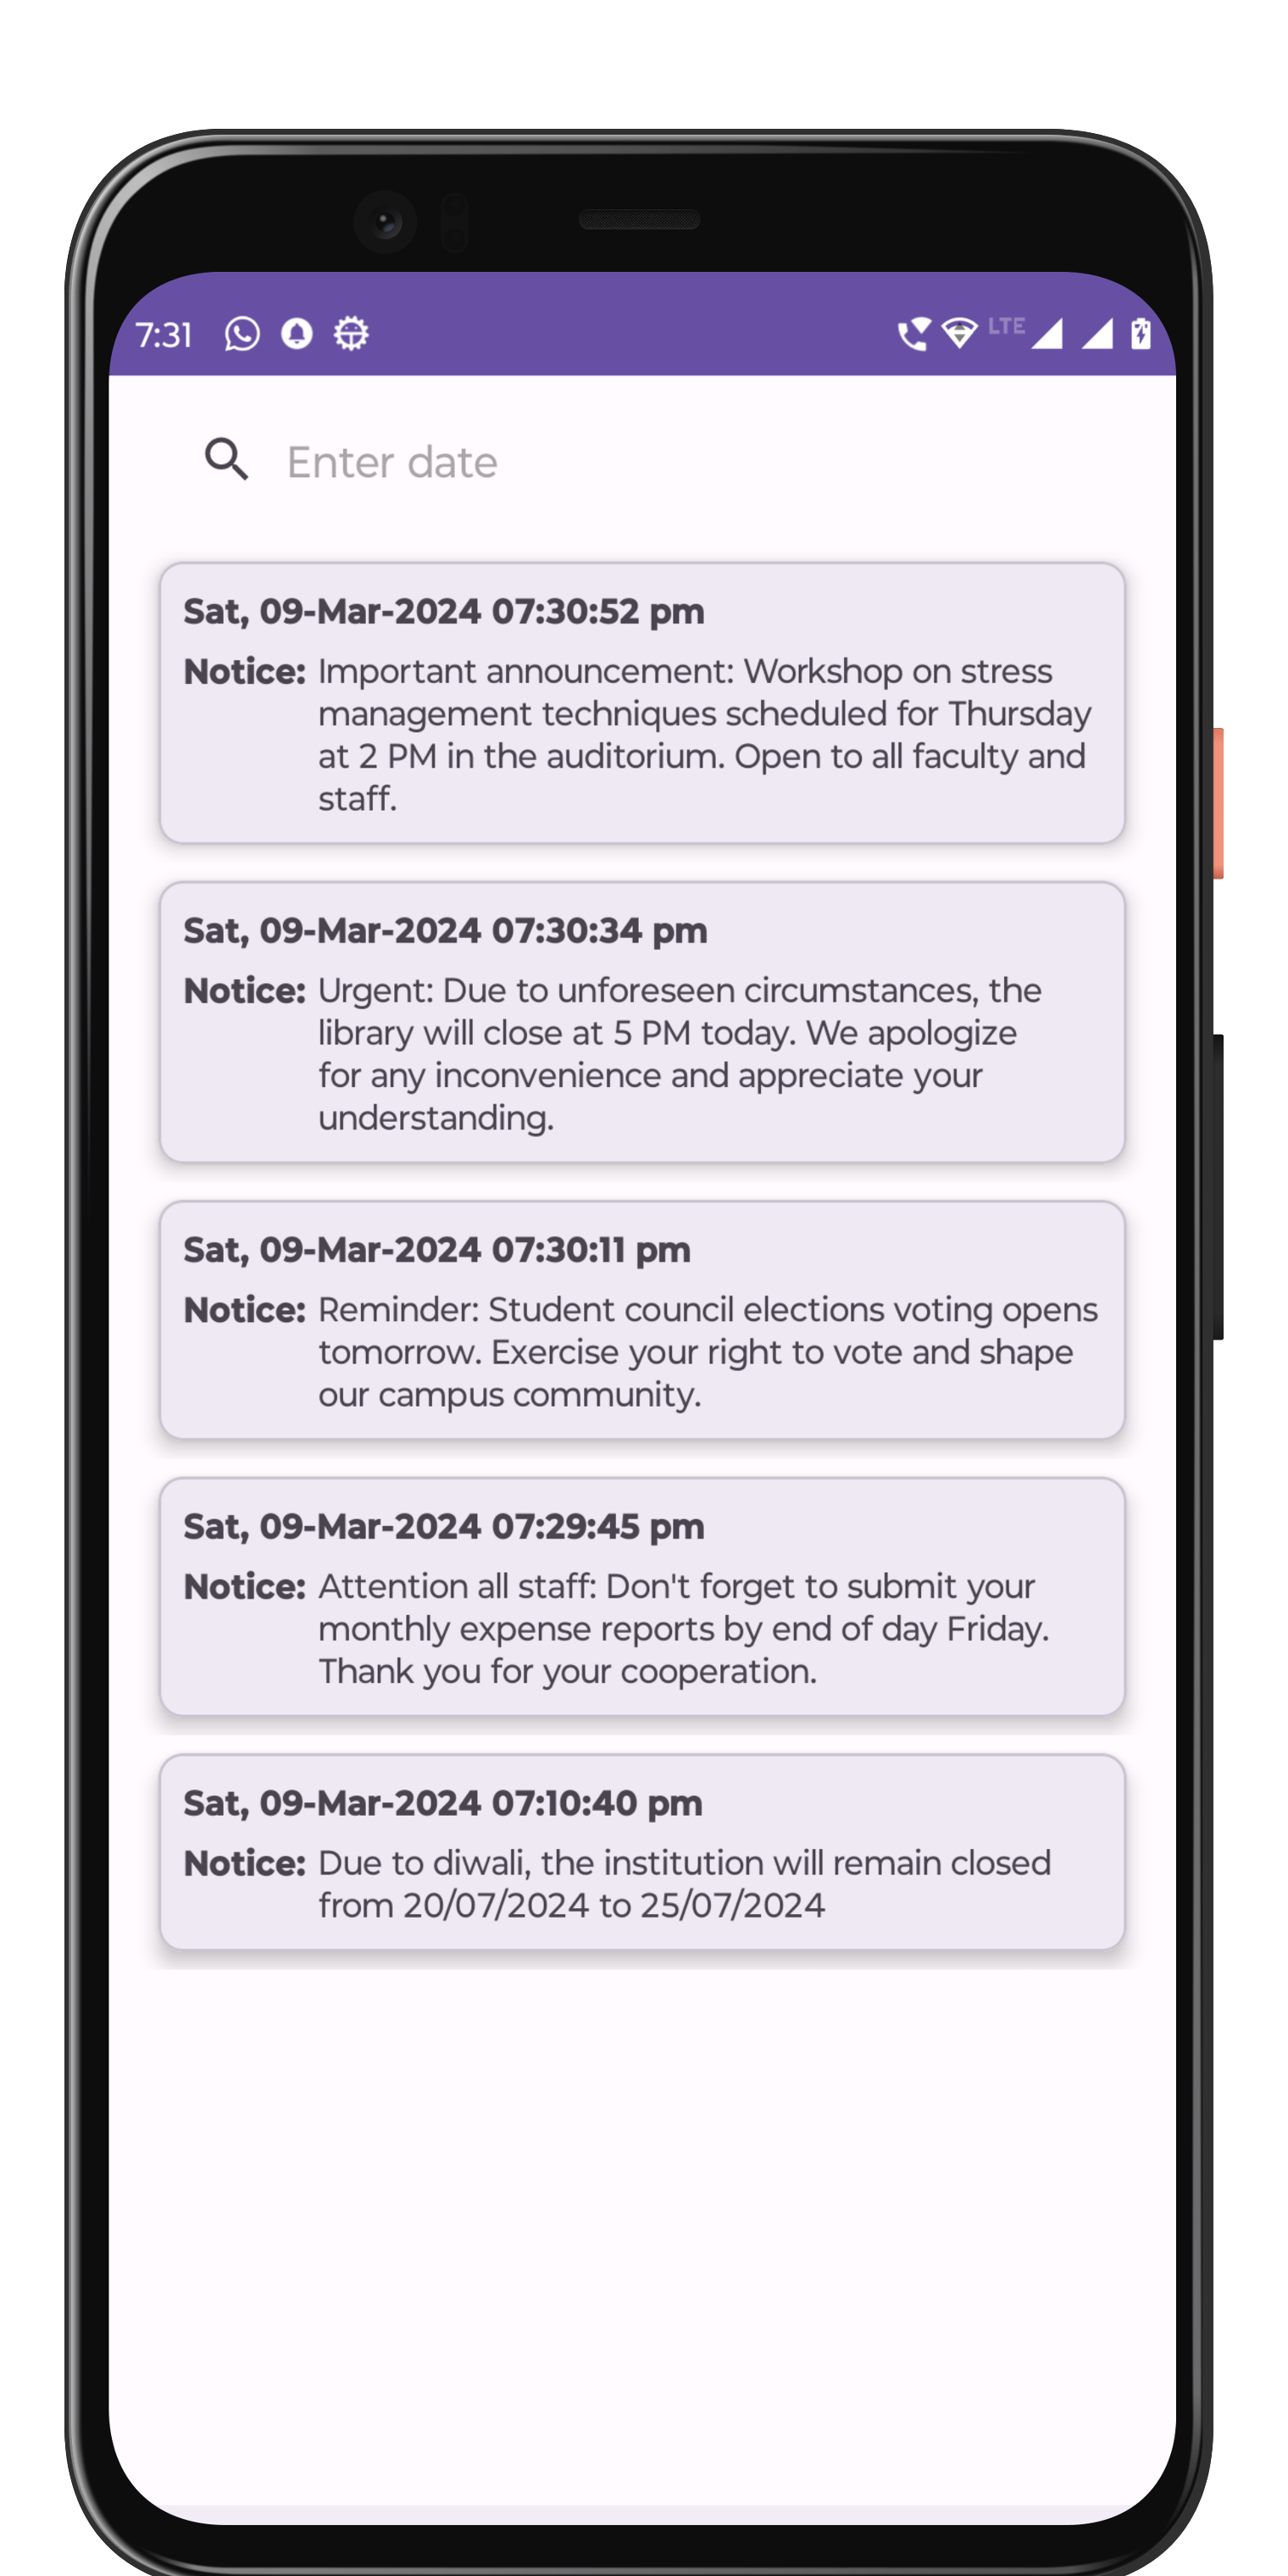 7:31 LTE
Enter date
Sat, 09-Mar-2024 07:30:52 pm
Notice: Important announcement: Workshop on stress
management techniques scheduled for Thursday
at 2 PM in the auditorium. Open to all faculty and
staff.
Sat, 09-Mar-2024 07:30:34 pm
Notice: Urgent: Due to unforeseen circumstances, the
library will close at 5 PM today. We apologize
for any inconvenience and appreciate your
understanding.
Sat, 09-Mar-2024 07:30:11 pm
Notice: Reminder: Student council elections voting opens
tomorrow. Exercise your right to vote and shape
our campus community.
Sat, 09-Mar-2024 07:29:45 pm
Notice: Attention all staff: Don't forget to submit your
monthly expense reports by end of day Friday.
Thank you for your cooperation.
Sat, 09-Mar-2024 07:10:40 pm
Notice: Due to diwali, the institution will remain closed
from 20/07/2024 to 25/07/2024